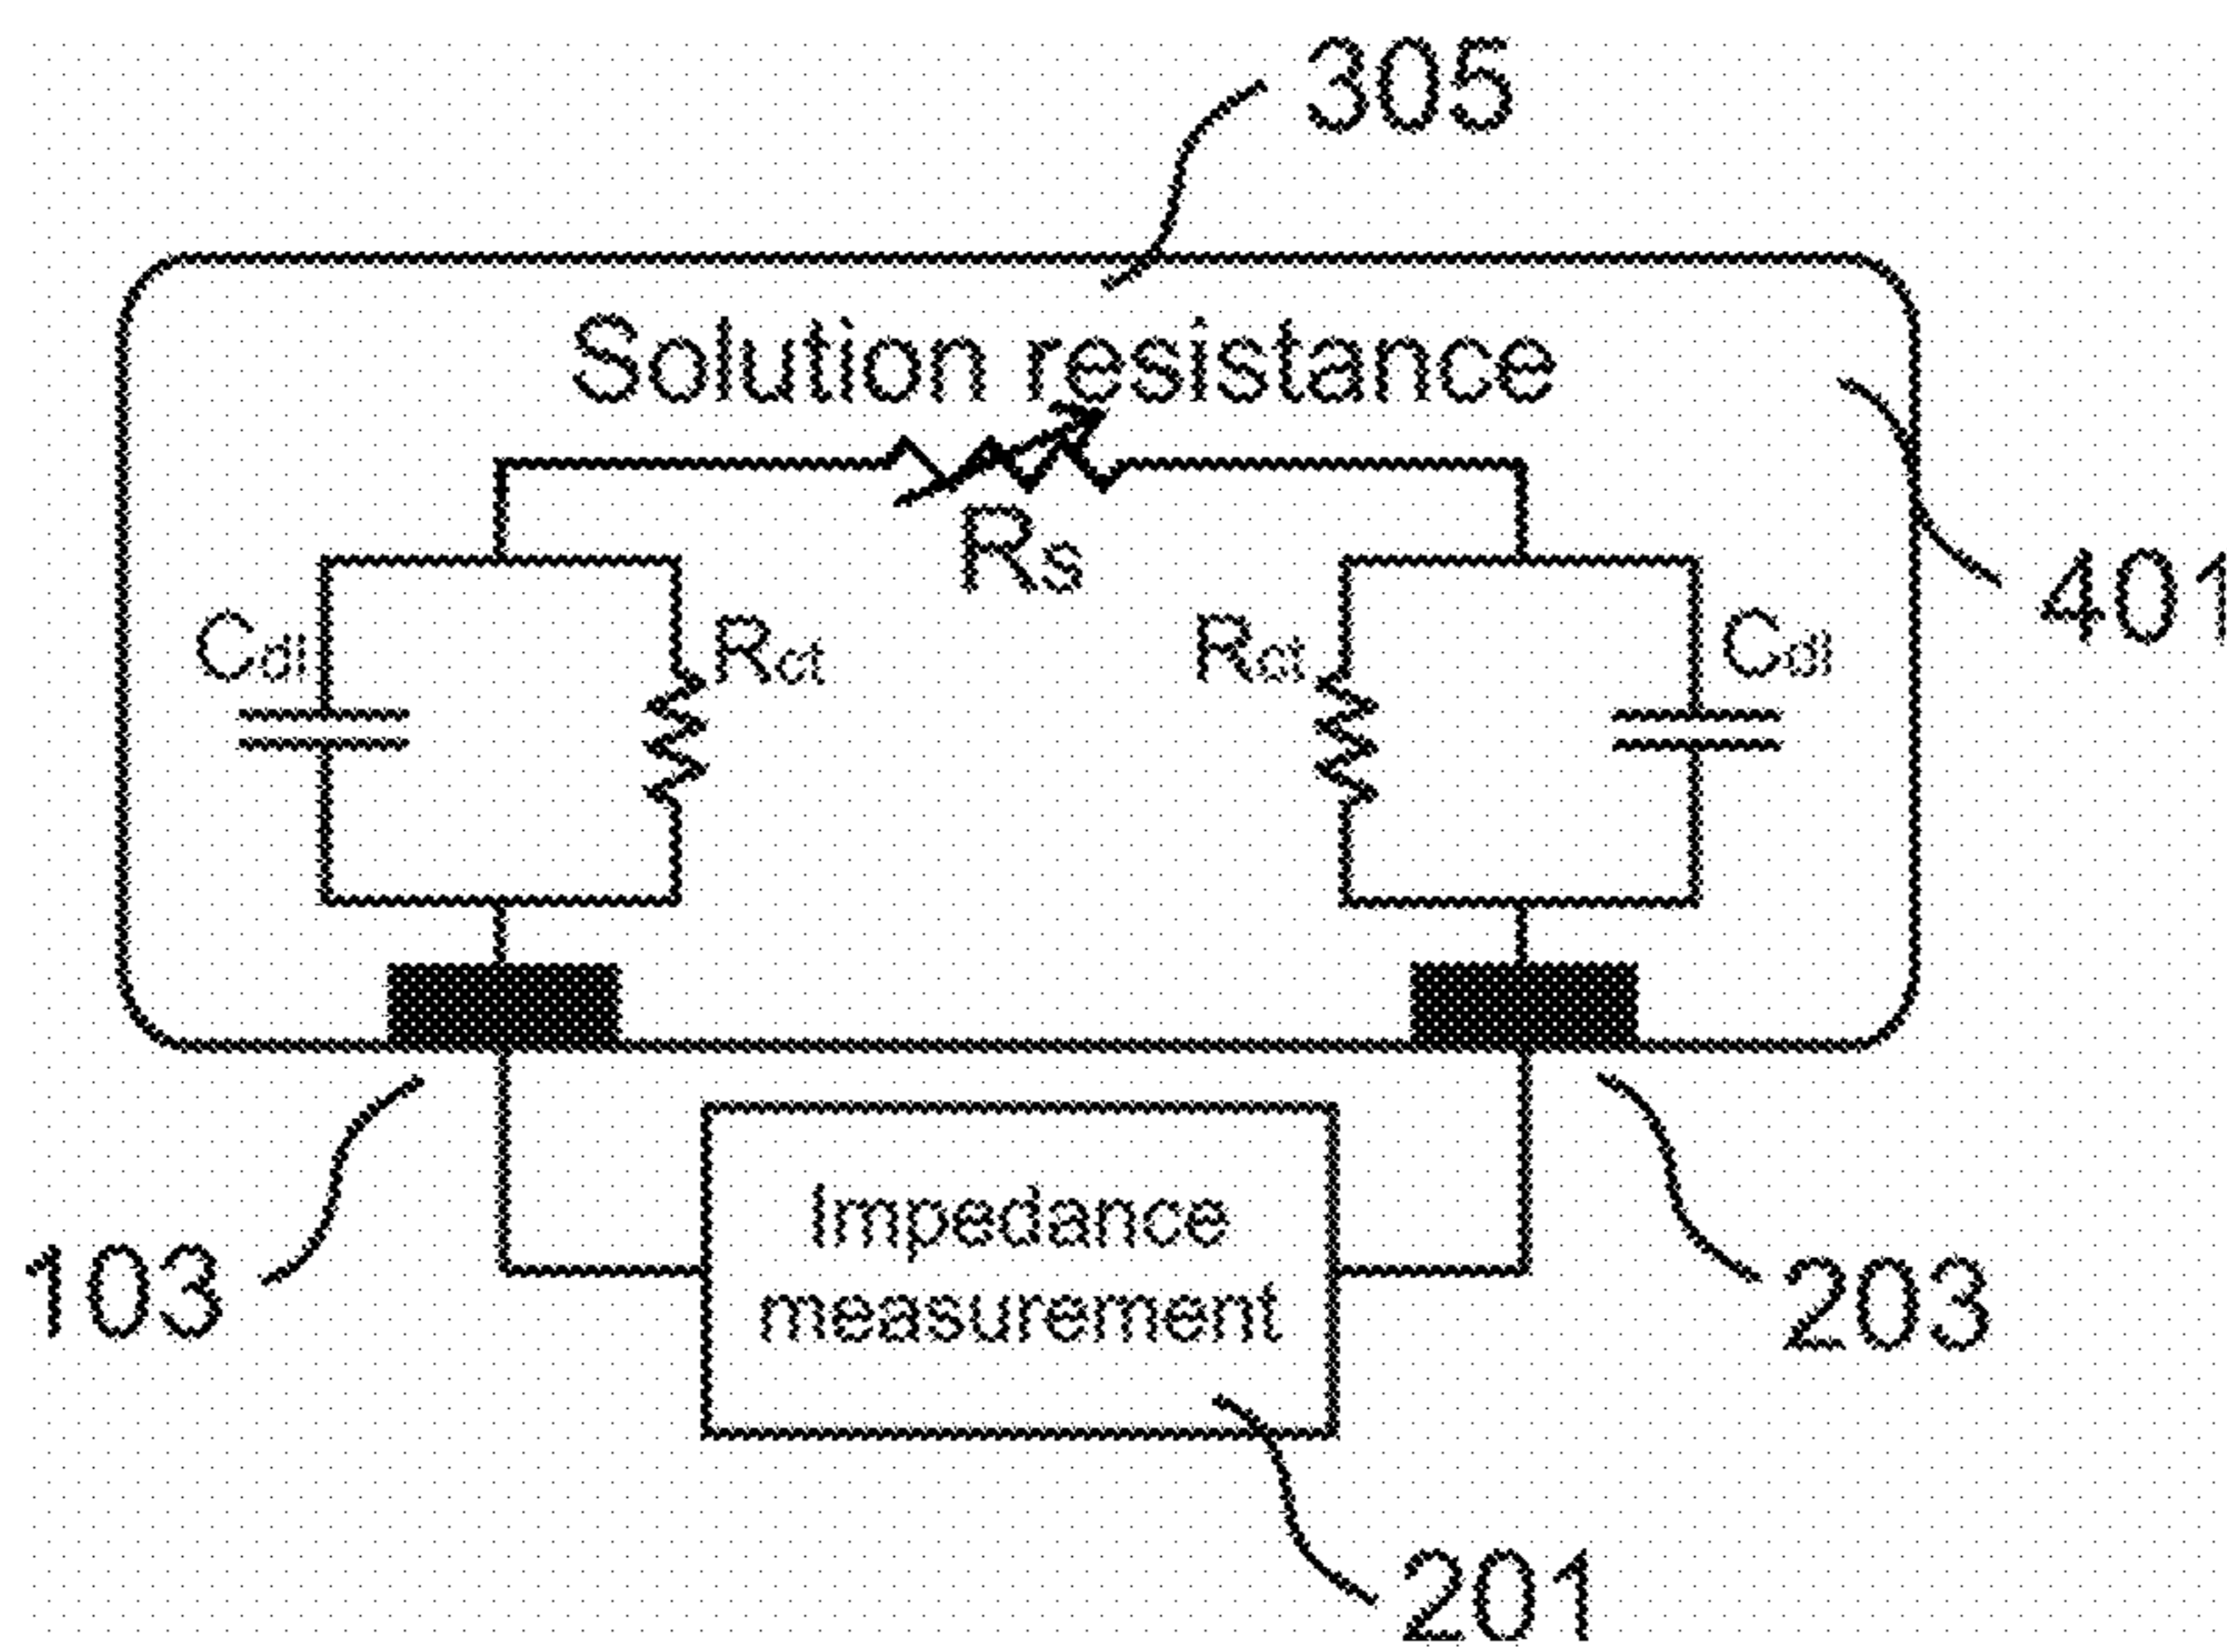 305
Solution resistance
Rs
401
Cdl
Rct
Rct
Cdl
Impedance
measurement
103
203
201